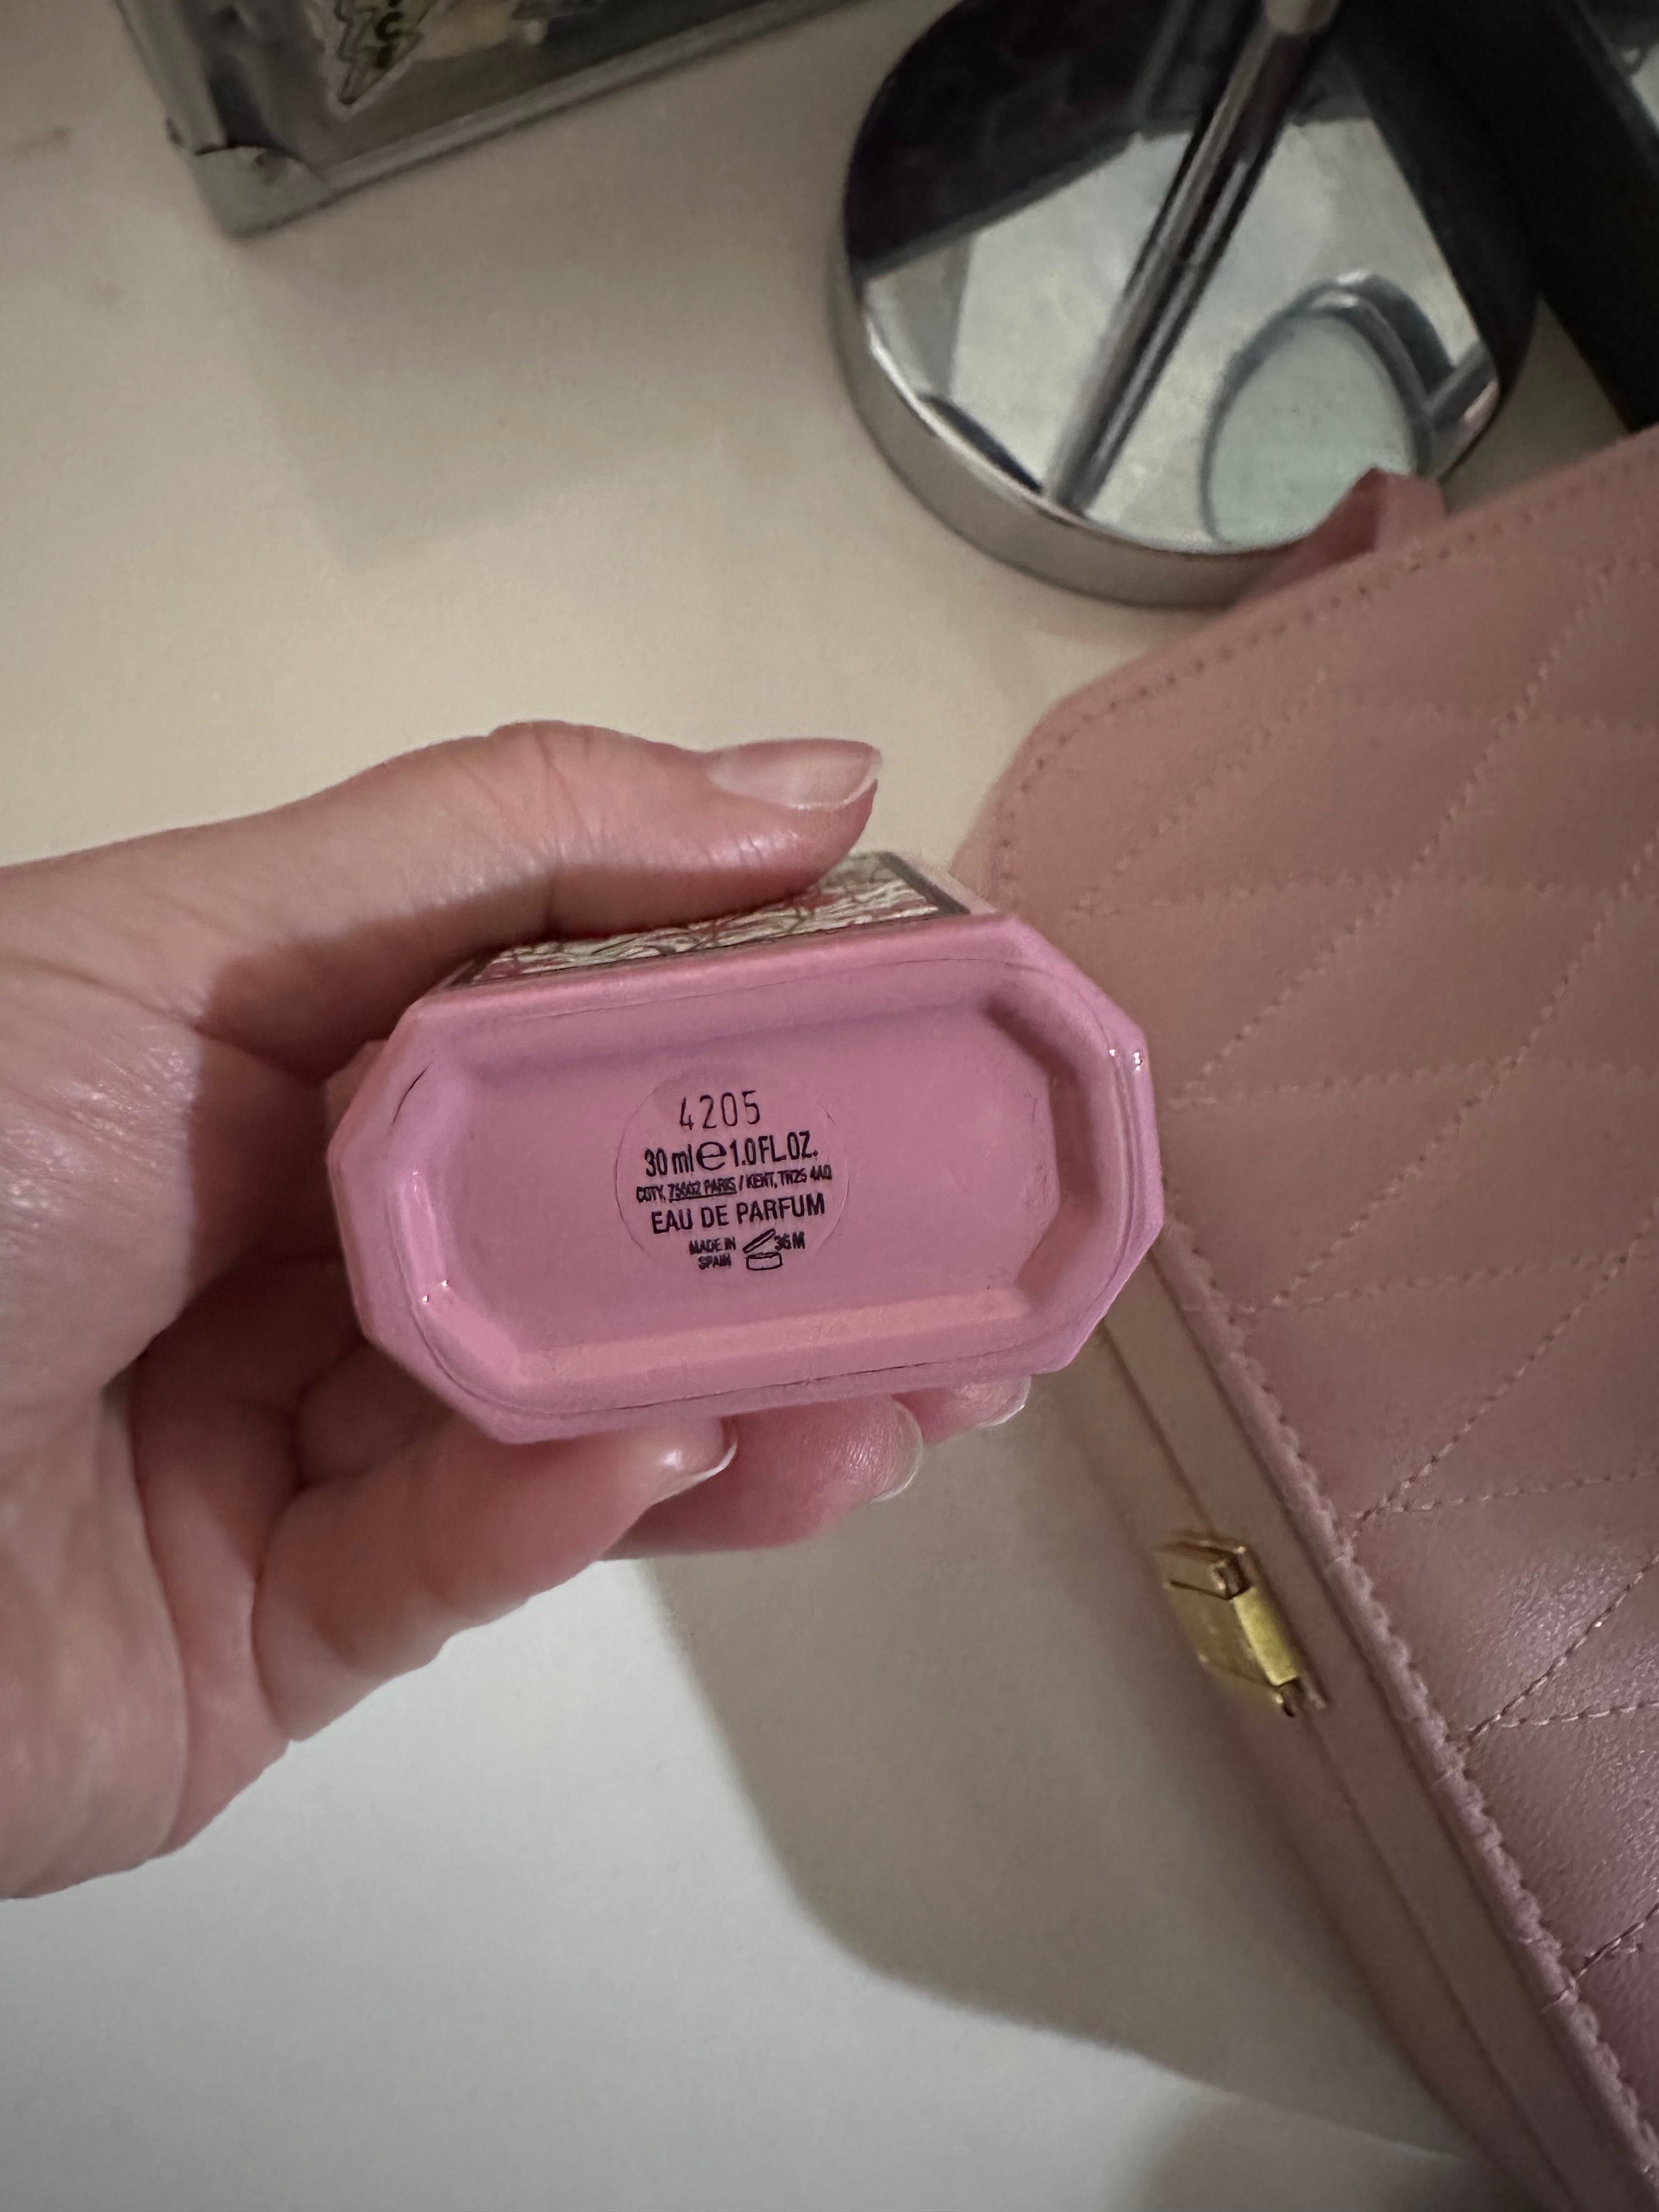 4205
30 ml e 1.0 FL.OZ.
COTY, 75002 PARIS / KENT, TN25 4AQ
EAU DE PARFUM
MADE IN
SPAIN
36M